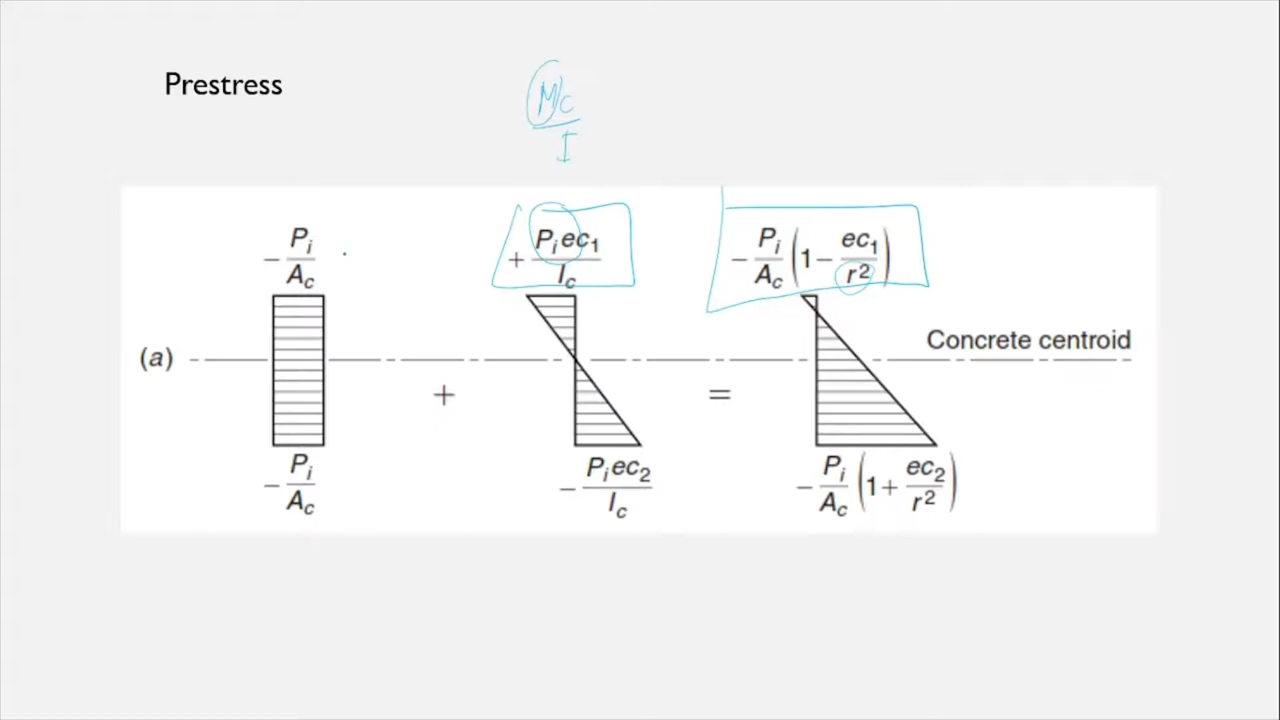 Prestress
Mc
I
− Pi/Ac
+ Piec1/Ic
− Pi/Ac (1 − ec1/r²)
Concrete centroid
(a)
+
=
− Pi/Ac
− Piec2/Ic
− Pi/Ac (1 + ec2/r²)